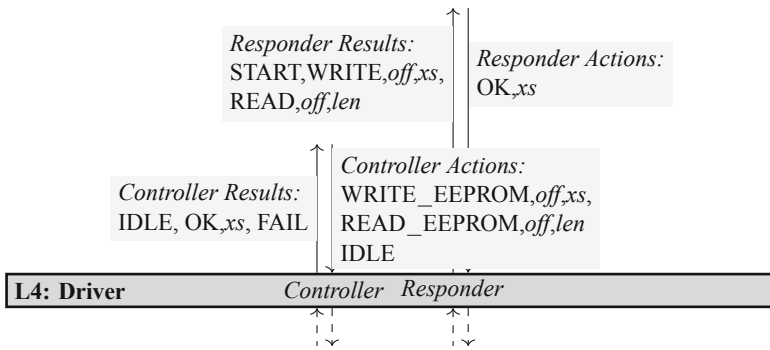 Responder Results:
START,WRITE,off,xs,
READ,off,len
Responder Actions:
OK,xs
Controller Results:
IDLE, OK,xs, FAIL
Controller Actions:
WRITE_EEPROM,off,xs,
READ_EEPROM,off,len
IDLE
L4: Driver Controller Responder